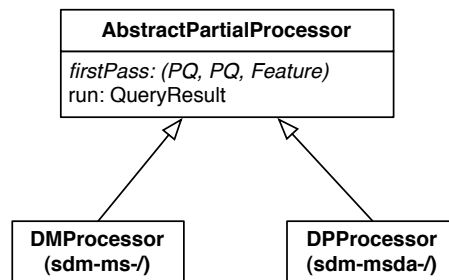 AbstractPartialProcessor
firstPass: (PQ, PQ, Feature)
run: QueryResult
DMProcessor
(sdm-ms-/)
DPProcessor
(sdm-msda-/)